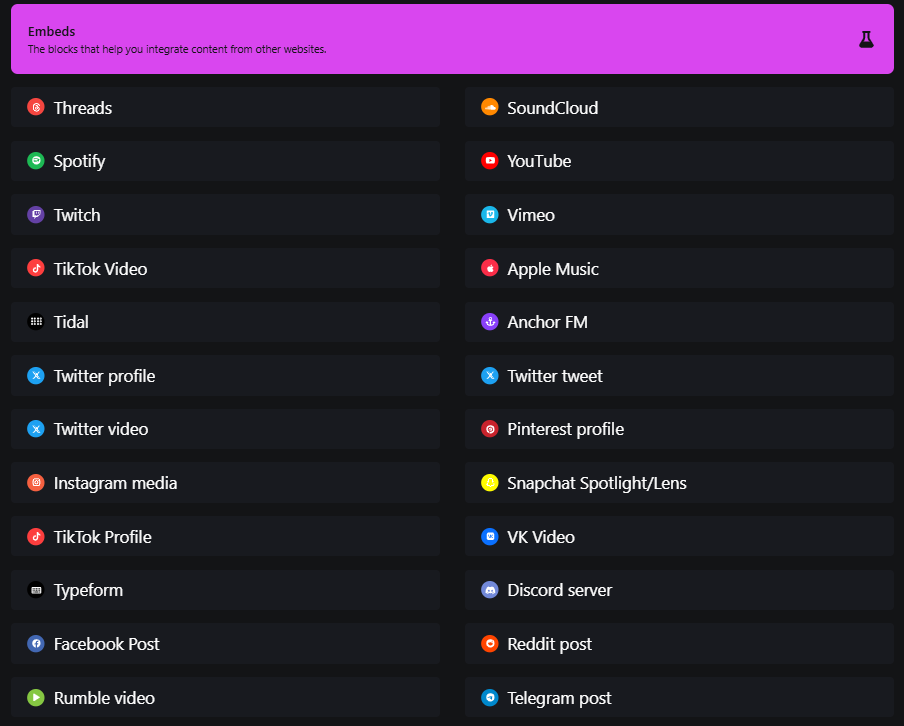 Embeds
The blocks that help you integrate content from other websites.
Threads
SoundCloud
Spotify
YouTube
Twitch
Vimeo
TikTok Video
Apple Music
Tidal
Anchor FM
Twitter profile
Twitter tweet
Twitter video
Pinterest profile
Instagram media
Snapchat Spotlight/Lens
TikTok Profile
VK Video
Typeform
Discord server
Facebook Post
Reddit post
Rumble video
Telegram post